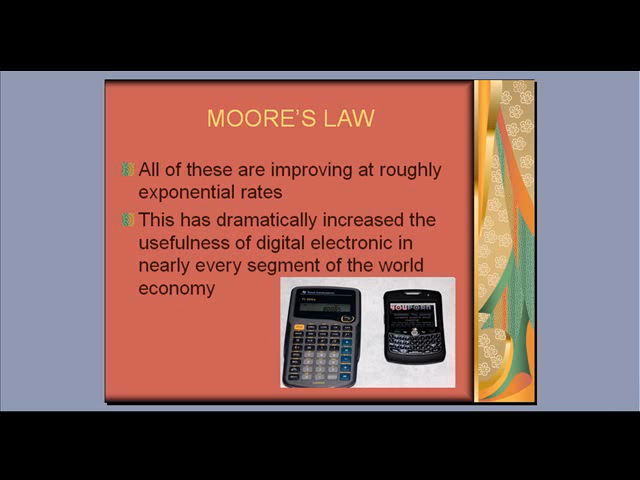 MOORE'S LAW
All of these are improving at roughly
exponential rates
This has dramatically increased the
usefulness of digital electronic in
nearly every segment of the world
economy